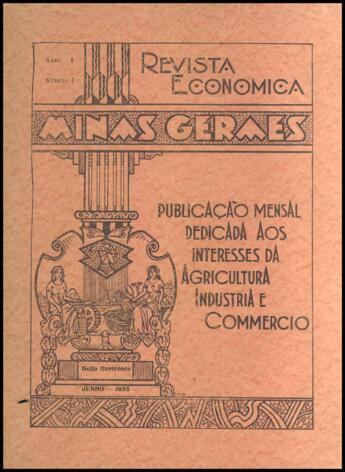 Anno I
Numero 1
REVISTA
ECONOMICA
MINAS GERAES
PUBLICAÇÃO MENSAL
DEDICADA AOS
INTERESSES DA
AGRICULTURA
INDUSTRIA E
COMMERCIO
Bello Horizonte
JUNHO — 1935